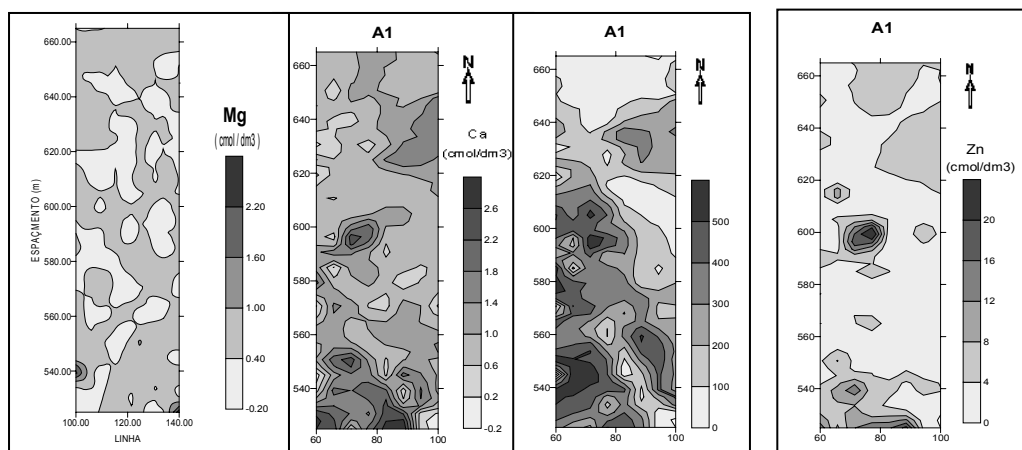 660.00
640.00
620.00
600.00
580.00
560.00
540.00
ESPAÇMENTO (m)
100.00 120.00 140.00
LINHA
Mg
( cmol / dm3 )
2.20
1.60
1.00
0.40
-0.20
A1
660
640
620
600
580
560
540
60 80 100
N
Ca
(cmol/dm3)
2.6
2.2
1.8
1.4
1.0
0.6
0.2
-0.2
A1
660
640
620
600
580
560
540
60 80 100
N
500
400
300
200
100
0
A1
660
640
620
600
580
560
540
60 80 100
N
Zn
(cmol/dm3)
20
16
12
8
4
0